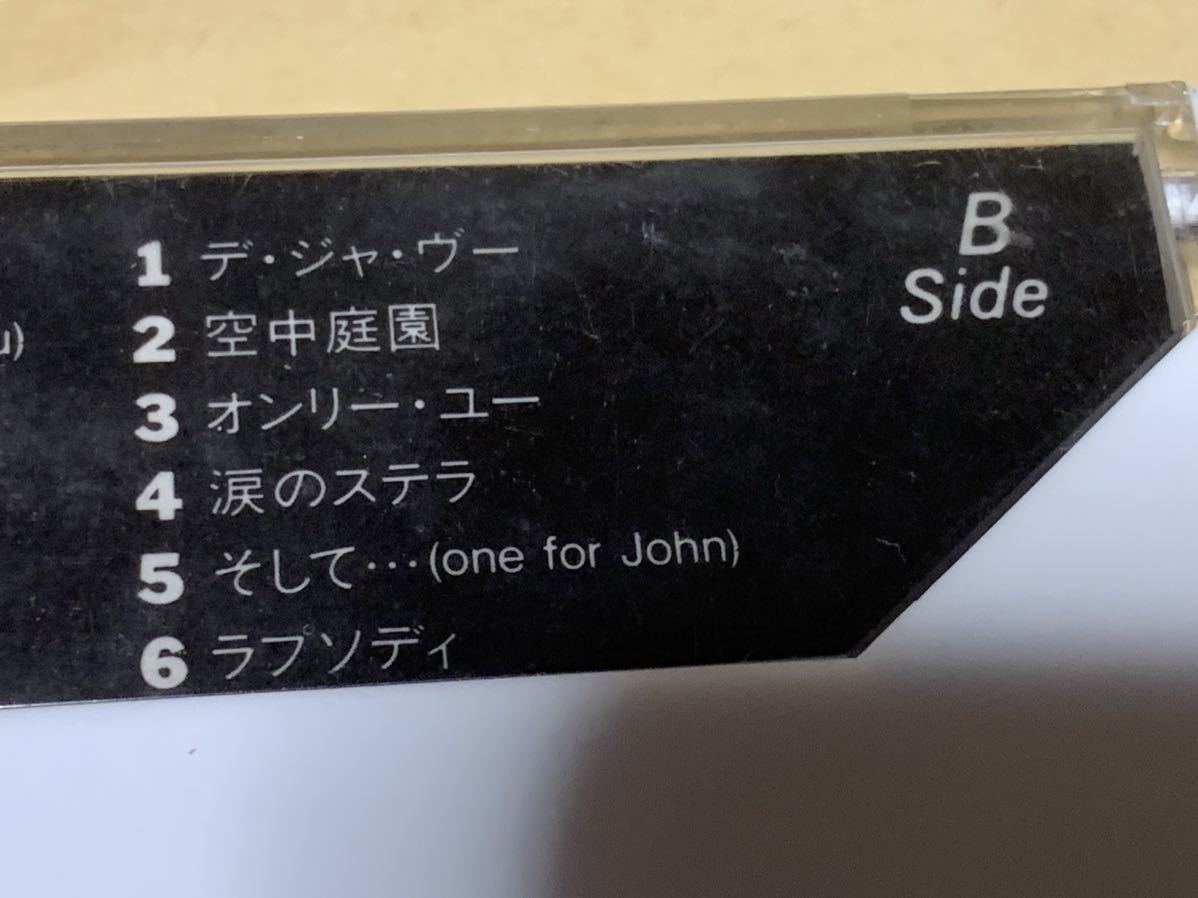 B
Side
1 デ・ジャ・ヴー
2 空中庭園
u)
3 オンリー・ユー
4 涙のステラ
5 そして…(one for John)
6 ラプソディ